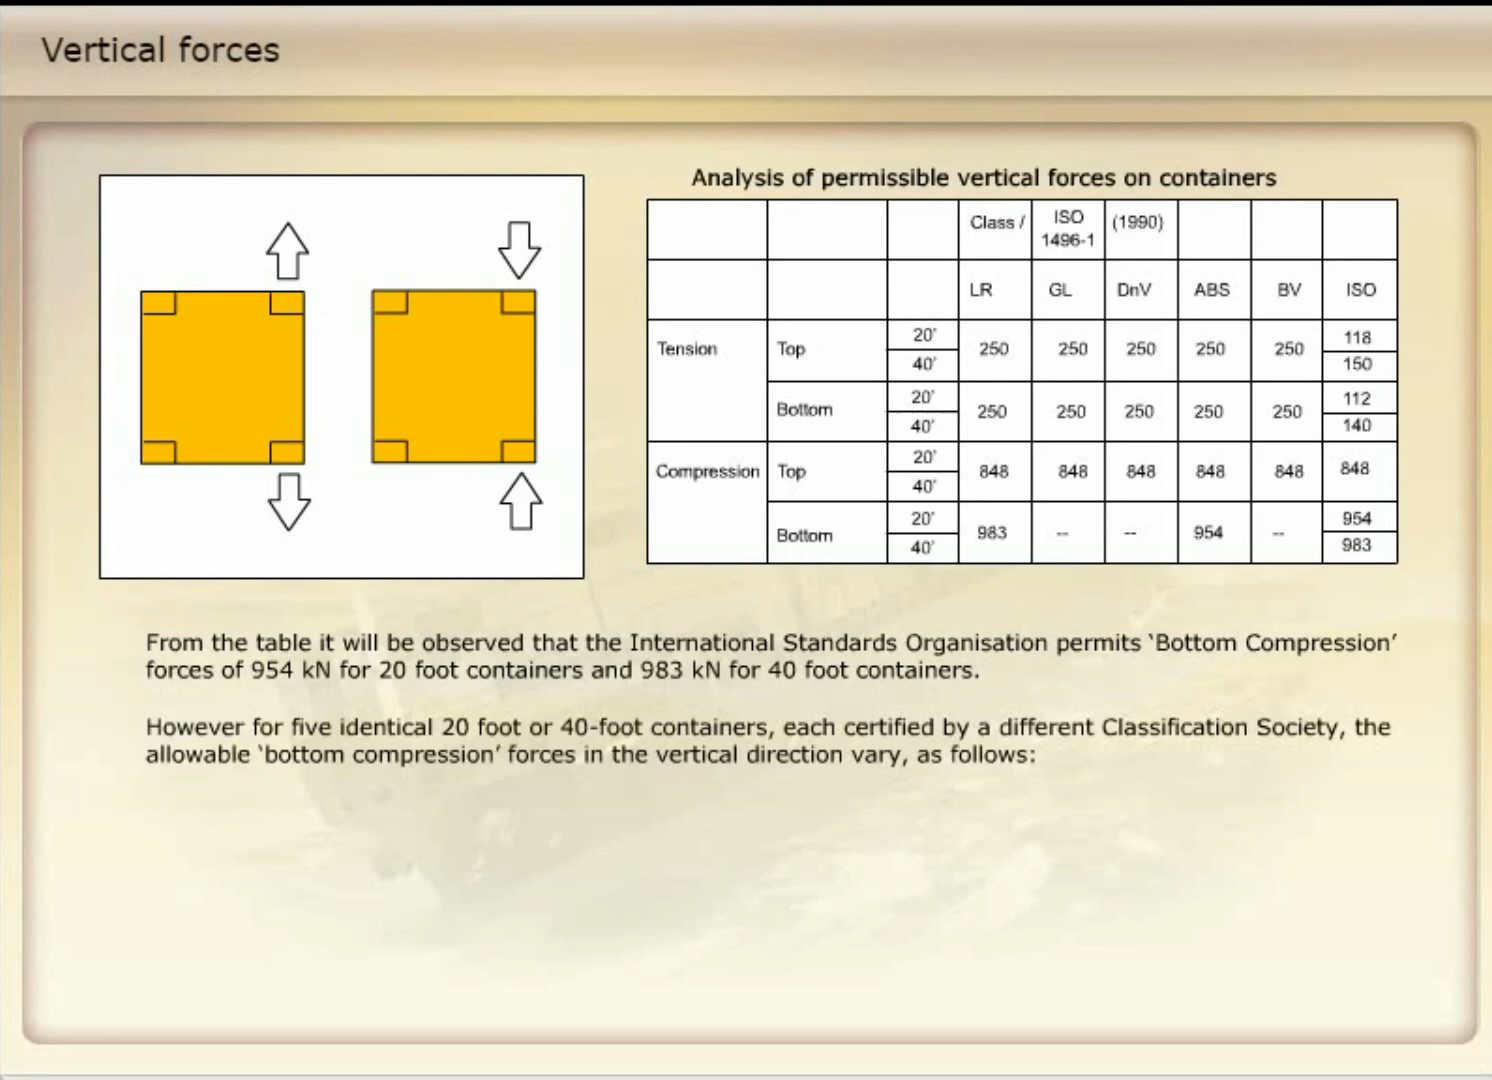 Vertical forces
Analysis of permissible vertical forces on containers
Class / ISO 1496-1 (1990)
LR GL DnV ABS BV ISO
Tension Top 20' 40' 250 250 250 250 250 118 150
Bottom 20' 40' 250 250 250 250 250 112 140
Compression Top 20' 40' 848 848 848 848 848 848
Bottom 20' 40' 983 -- -- 954 -- 954 983
From the table it will be observed that the International Standards Organisation permits ‘Bottom Compression’
forces of 954 kN for 20 foot containers and 983 kN for 40 foot containers.
However for five identical 20 foot or 40-foot containers, each certified by a different Classification Society, the
allowable ‘bottom compression’ forces in the vertical direction vary, as follows: